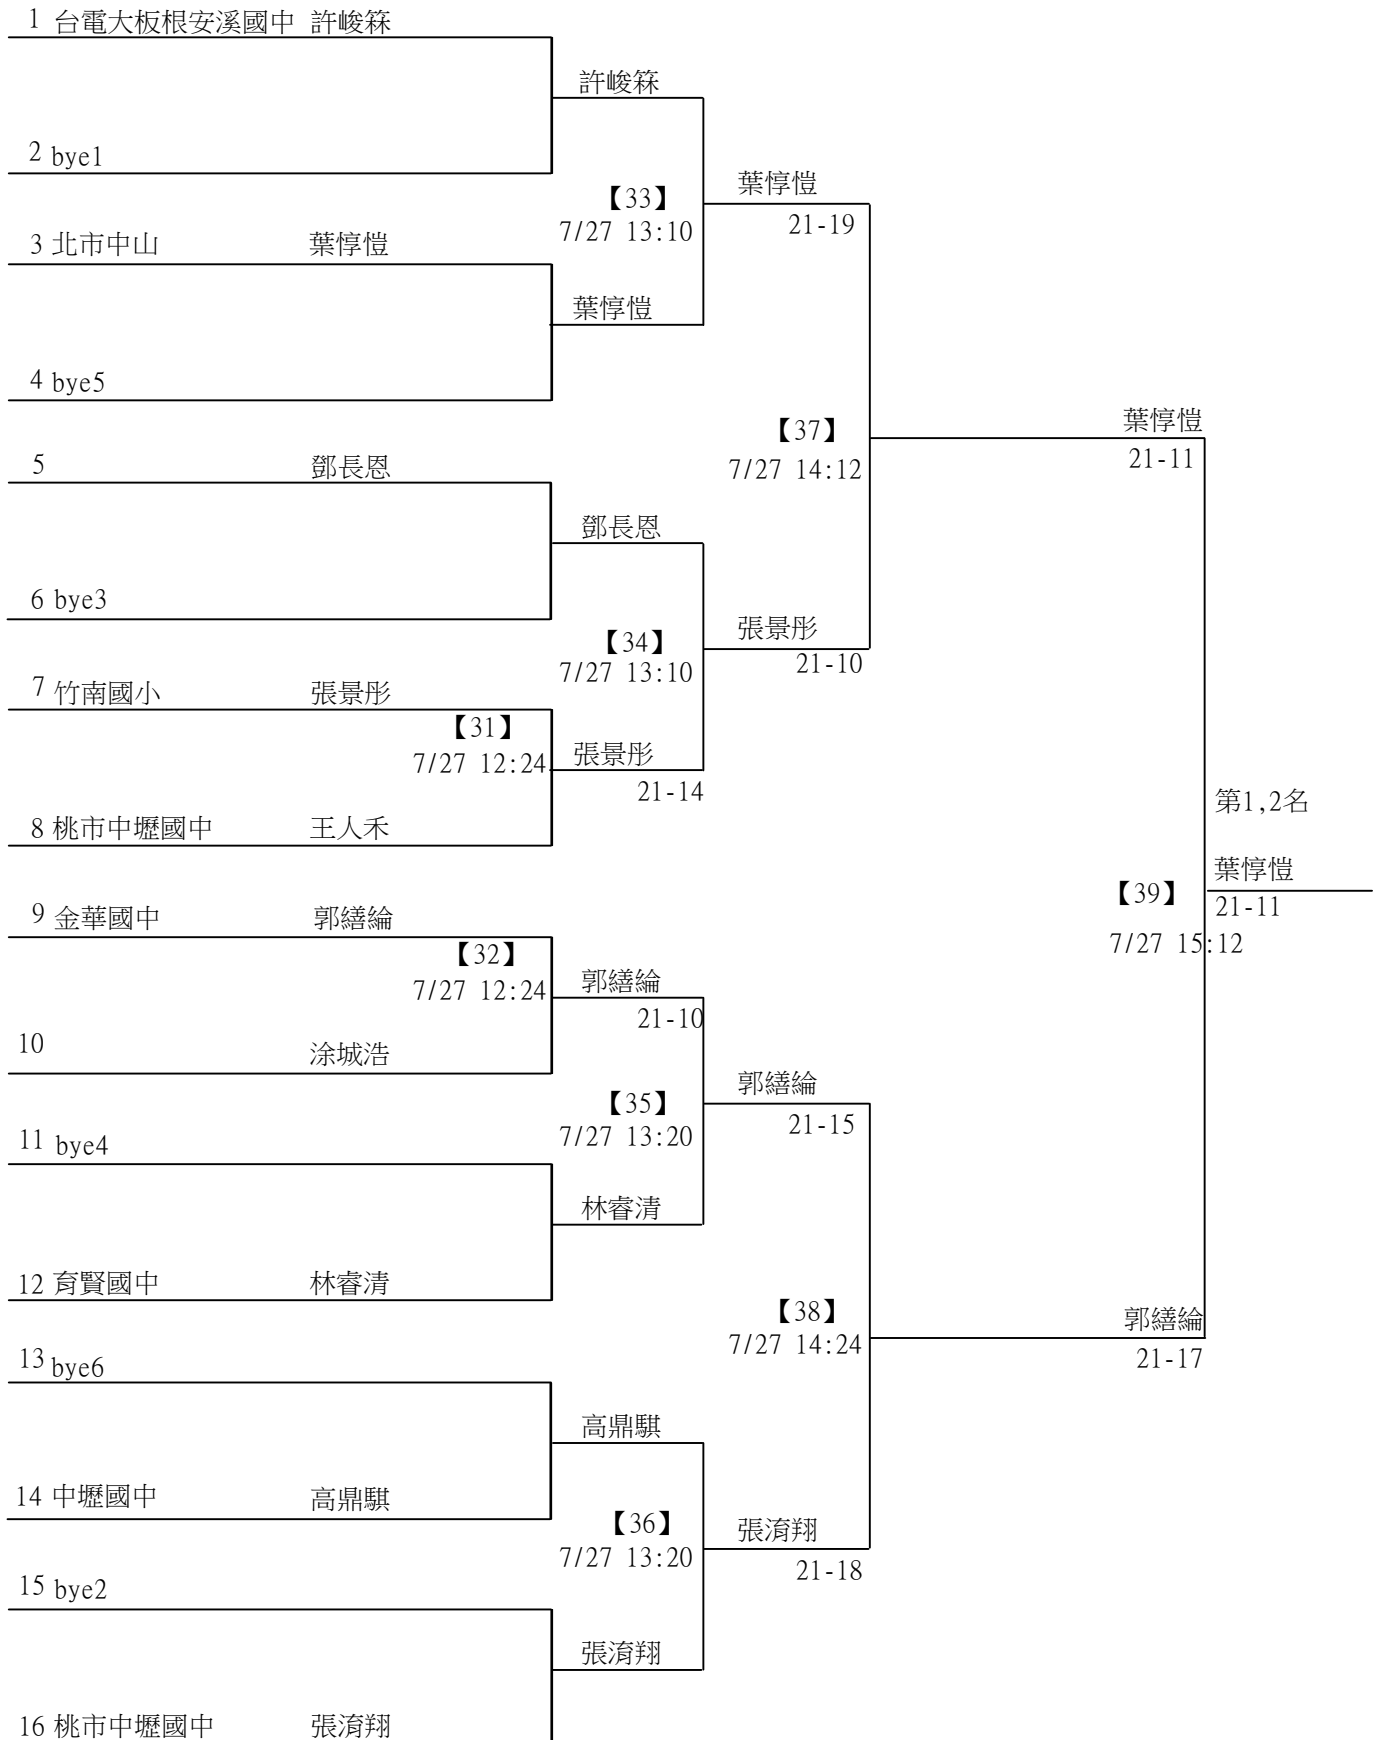 1 台電大板根安溪國中 許峻箖
許峻箖
2 bye1
葉惇愷
【33】
7/27 13:10
21-19
3 北市中山 葉惇愷
葉惇愷
4 bye5
葉惇愷
【37】
21-11
7/27 14:12
5 鄧長恩
鄧長恩
6 bye3
張景彤
【34】
7/27 13:10
21-10
7 竹南國小 張景彤
【31】
7/27 12:24
張景彤
21-14
第1,2名
8 桃市中壢國中 王人禾
葉惇愷
【39】
21-11
7/27 15:12
9 金華國中 郭繕綸
【32】
7/27 12:24
郭繕綸
21-10
10 涂城浩
郭繕綸
【35】
21-15
7/27 13:20
11 bye4
林睿清
12 育賢國中 林睿清
【38】
郭繕綸
7/27 14:24
21-17
13 bye6
高鼎騏
14 中壢國中 高鼎騏
【36】
張淯翔
7/27 13:20
21-18
15 bye2
張淯翔
16 桃市中壢國中 張淯翔